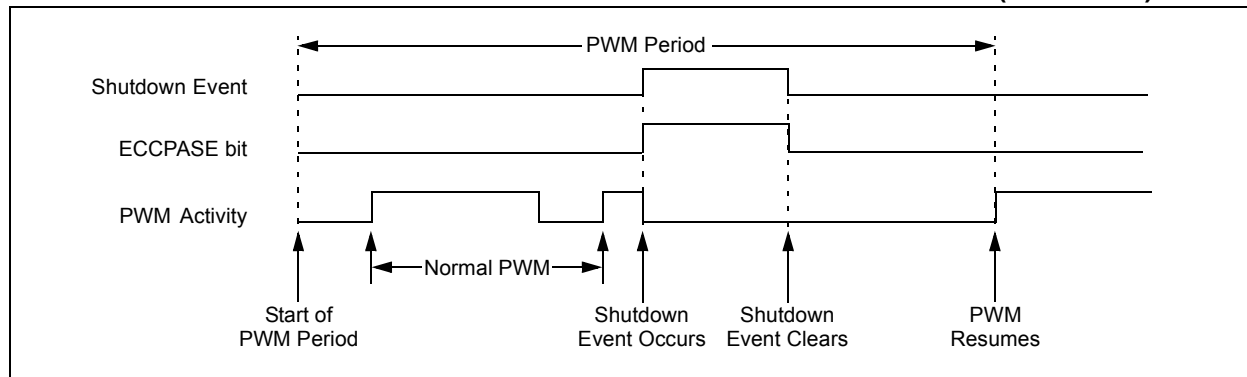 PWM Period
Shutdown Event
ECCPASE bit
PWM Activity
Normal PWM
Start of
PWM Period
Shutdown
Event Occurs
Shutdown
Event Clears
PWM
Resumes